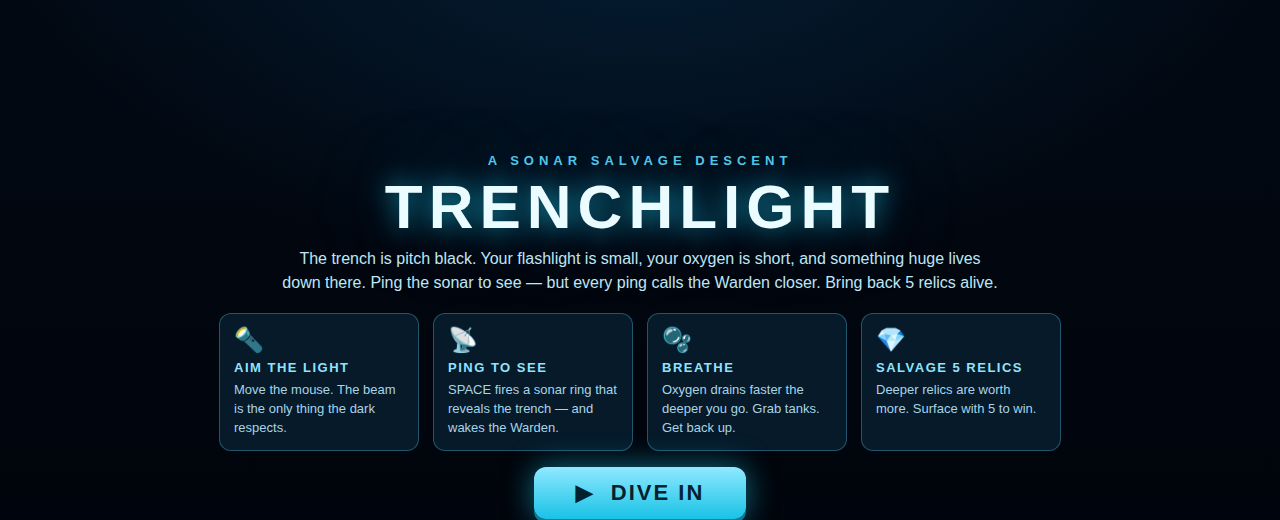 A SONAR SALVAGE DESCENT
TRENCHLIGHT
The trench is pitch black. Your flashlight is small, your oxygen is short, and something huge lives
down there. Ping the sonar to see — but every ping calls the Warden closer. Bring back 5 relics alive.
AIM THE LIGHT
Move the mouse. The beam
is the only thing the dark
respects.
PING TO SEE
SPACE fires a sonar ring that
reveals the trench — and
wakes the Warden.
BREATHE
Oxygen drains faster the
deeper you go. Grab tanks.
Get back up.
SALVAGE 5 RELICS
Deeper relics are worth
more. Surface with 5 to win.
▶ DIVE IN